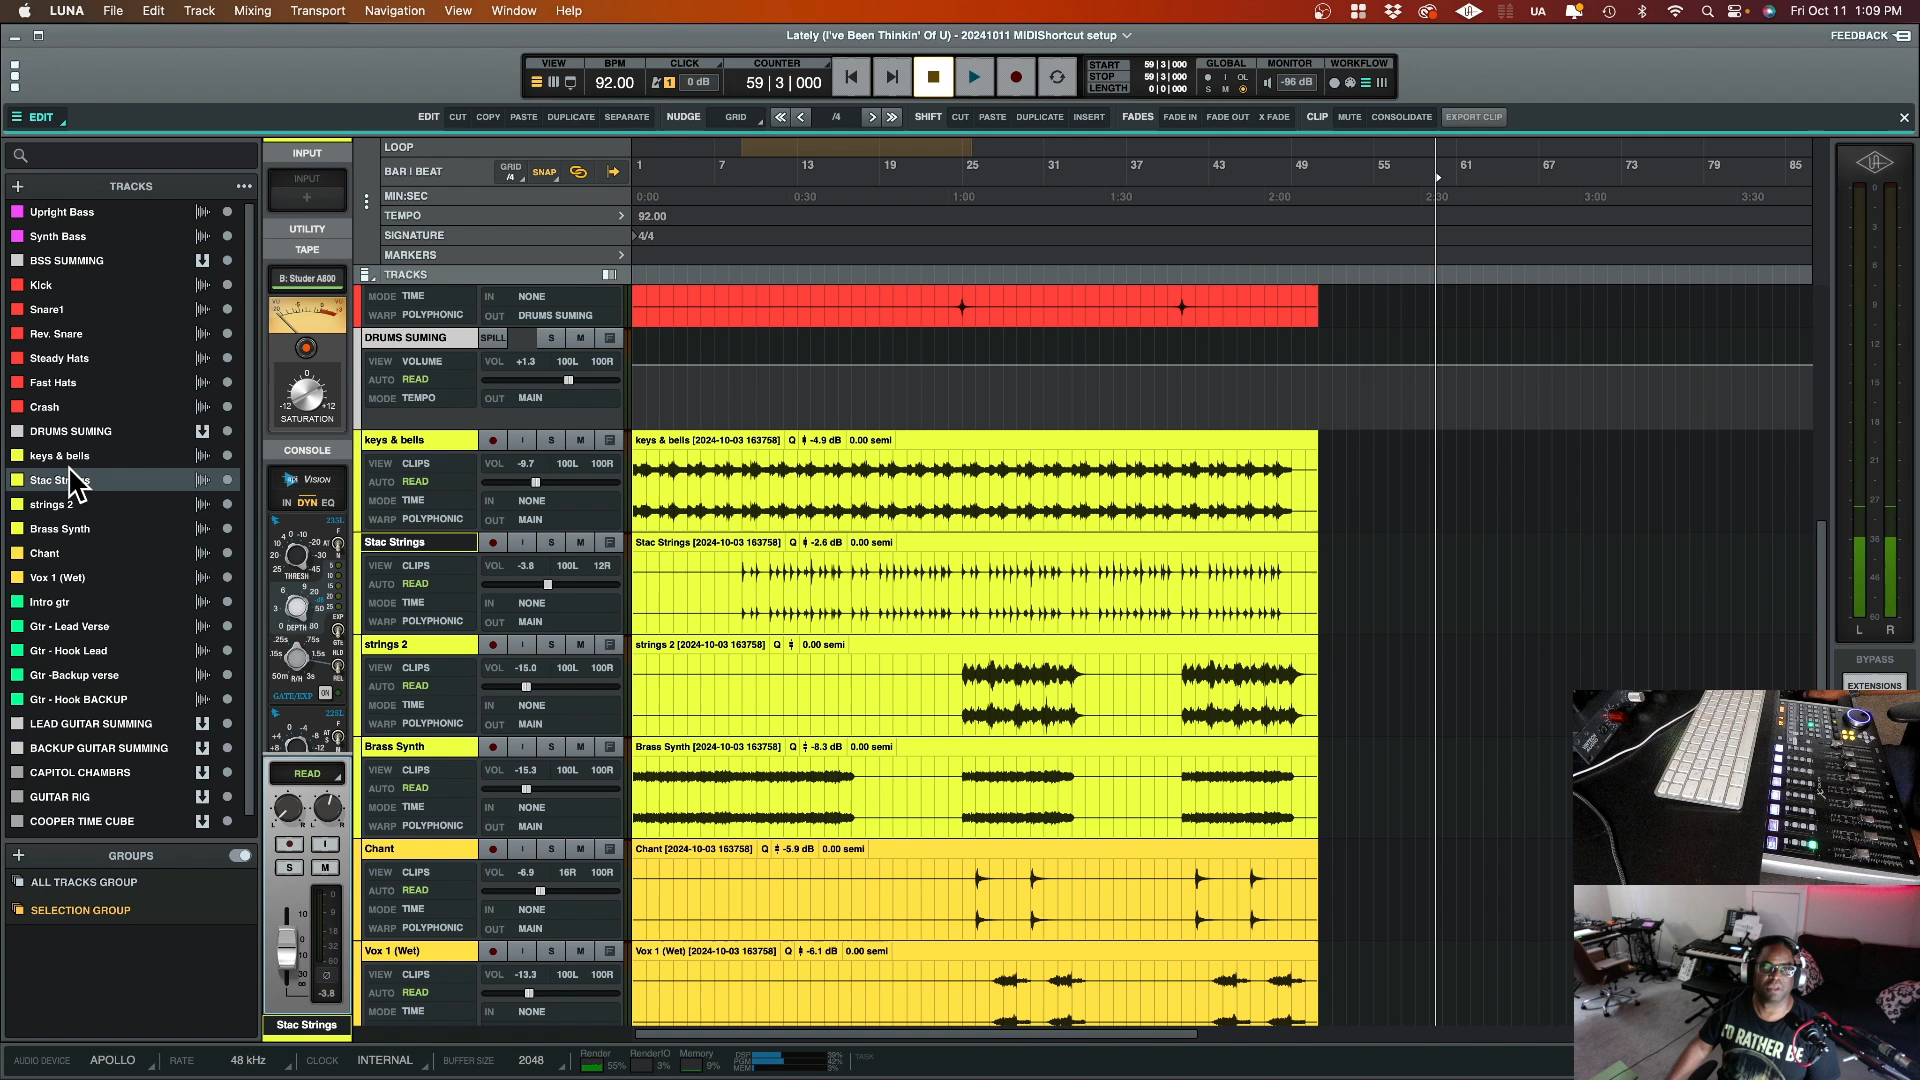 LUNA File Edit Track Mixing Transport Navigation View Window Help
UA Fri Oct 11 1:09 PM
Lately (I've Been Thinkin' Of U) - 20241011 MIDIShortcut setup
FEEDBACK
VIEW BPM CLICK COUNTER START 59|3|000 GLOBAL MONITOR WORKFLOW
92.00 1 0 dB 59|3|000 STOP 59|3|000 I OL -96 dB
LENGTH 0|0|000 S M
EDIT EDIT CUT COPY PASTE DUPLICATE SEPARATE NUDGE GRID /4 SHIFT CUT PASTE DUPLICATE INSERT FADES FADE IN FADE OUT X FADE CLIP MUTE CONSOLIDATE EXPORT CLIP
TRACKS
Upright Bass
Synth Bass
BSS SUMMING
Kick
Snare1
Rev. Snare
Steady Hats
Fast Hats
Crash
DRUMS SUMING
keys & bells
strings 2
Brass Synth
Chant
Vox 1 (Wet)
Intro gtr
Gtr - Lead Verse
Gtr - Hook Lead
Gtr -Backup verse
Gtr - Hook BACKUP
LEAD GUITAR SUMMING
BACKUP GUITAR SUMMING
CAPITOL CHAMBRS
GUITAR RIG
COOPER TIME CUBE
GROUPS
ALL TRACKS GROUP
SELECTION GROUP
INPUT
INPUT
UTILITY
TAPE
B: Studer A800
VU
0
-12 +12
SATURATION
CONSOLE
api Vision
IN DYN EQ
235L
THRESH
DEPTH
GATE/EXP ON
225L
READ
L R L R
I
S M
-3.8
Stac Strings
LOOP
BAR | BEAT GRID /4 SNAP 1 7 13 19 25 31 37 43 49 55 61 67 73 79 85
MIN:SEC 0:00 0:30 1:00 1:30 2:00 2:30 3:00 3:30
TEMPO 92.00
SIGNATURE 4/4
MARKERS
TRACKS
MODE TIME IN NONE
WARP POLYPHONIC OUT DRUMS SUMING
DRUMS SUMING SPILL S M F
VIEW VOLUME VOL +1.3 100L 100R
AUTO READ
MODE TEMPO OUT MAIN
keys & bells I S M F keys & bells [2024-10-03 163758] Q -4.9 dB 0.00 semi
VIEW CLIPS VOL -9.7 100L 100R
AUTO READ
MODE TIME IN NONE
WARP POLYPHONIC OUT MAIN
Stac Strings I S M F Stac Strings [2024-10-03 163758] Q -2.6 dB 0.00 semi
VIEW CLIPS VOL -3.8 100L 12R
AUTO READ
MODE TIME IN NONE
WARP POLYPHONIC OUT MAIN
strings 2 I S M F strings 2 [2024-10-03 163758] Q 0.00 semi
VIEW CLIPS VOL -15.0 100L 100R
AUTO READ
MODE TIME IN NONE
WARP POLYPHONIC OUT MAIN
Brass Synth I S M F Brass Synth [2024-10-03 163758] Q -8.3 dB 0.00 semi
VIEW CLIPS VOL -15.3 100L 100R
AUTO READ
MODE TIME IN NONE
WARP POLYPHONIC OUT MAIN
Chant I S M F Chant [2024-10-03 163758] Q -5.9 dB 0.00 semi
VIEW CLIPS VOL -6.9 16R 100R
AUTO READ
MODE TIME IN NONE
WARP POLYPHONIC OUT MAIN
Vox 1 (Wet) I S M F Vox 1 (Wet) [2024-10-03 163758] Q -6.1 dB 0.00 semi
VIEW CLIPS VOL -13.3 100L 100R
AUTO READ
MODE TIME IN NONE
L R
BYPASS
EXTENSIONS
I'D RATHER BE
AUDIO DEVICE APOLLO RATE 48 kHz CLOCK INTERNAL BUFFER SIZE 2048 Render 55% RenderIO 3% Memory 9% DSP 39% PGM 42% MEM 3% TASK